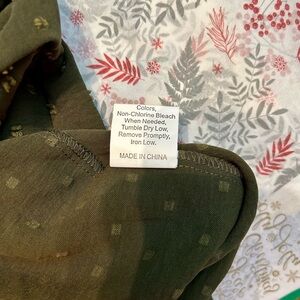 Colors,
Non-Chlorine Bleach
When Needed,
Tumble Dry Low,
Remove Promptly,
Iron Low.
MADE IN CHINA